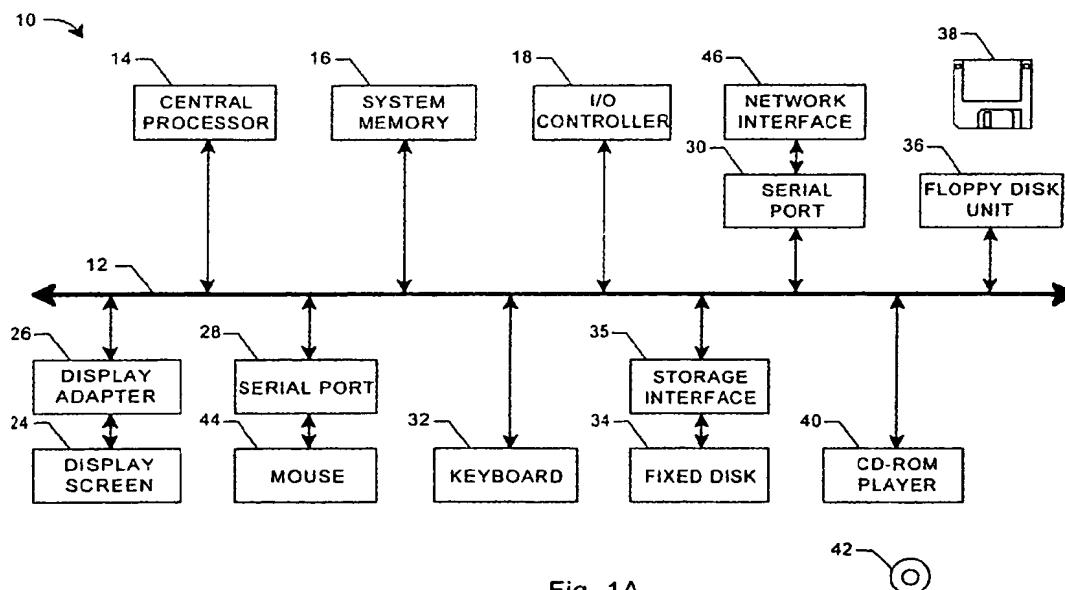 10
14
16
18
46
38
CENTRAL
PROCESSOR
SYSTEM
MEMORY
I/O
CONTROLLER
NETWORK
INTERFACE
30
36
SERIAL
PORT
FLOPPY DISK
UNIT
12
26
28
35
DISPLAY
ADAPTER
SERIAL PORT
STORAGE
INTERFACE
24
44
32
34
40
DISPLAY
SCREEN
MOUSE
KEYBOARD
FIXED DISK
CD-ROM
PLAYER
42
Fig. 1A